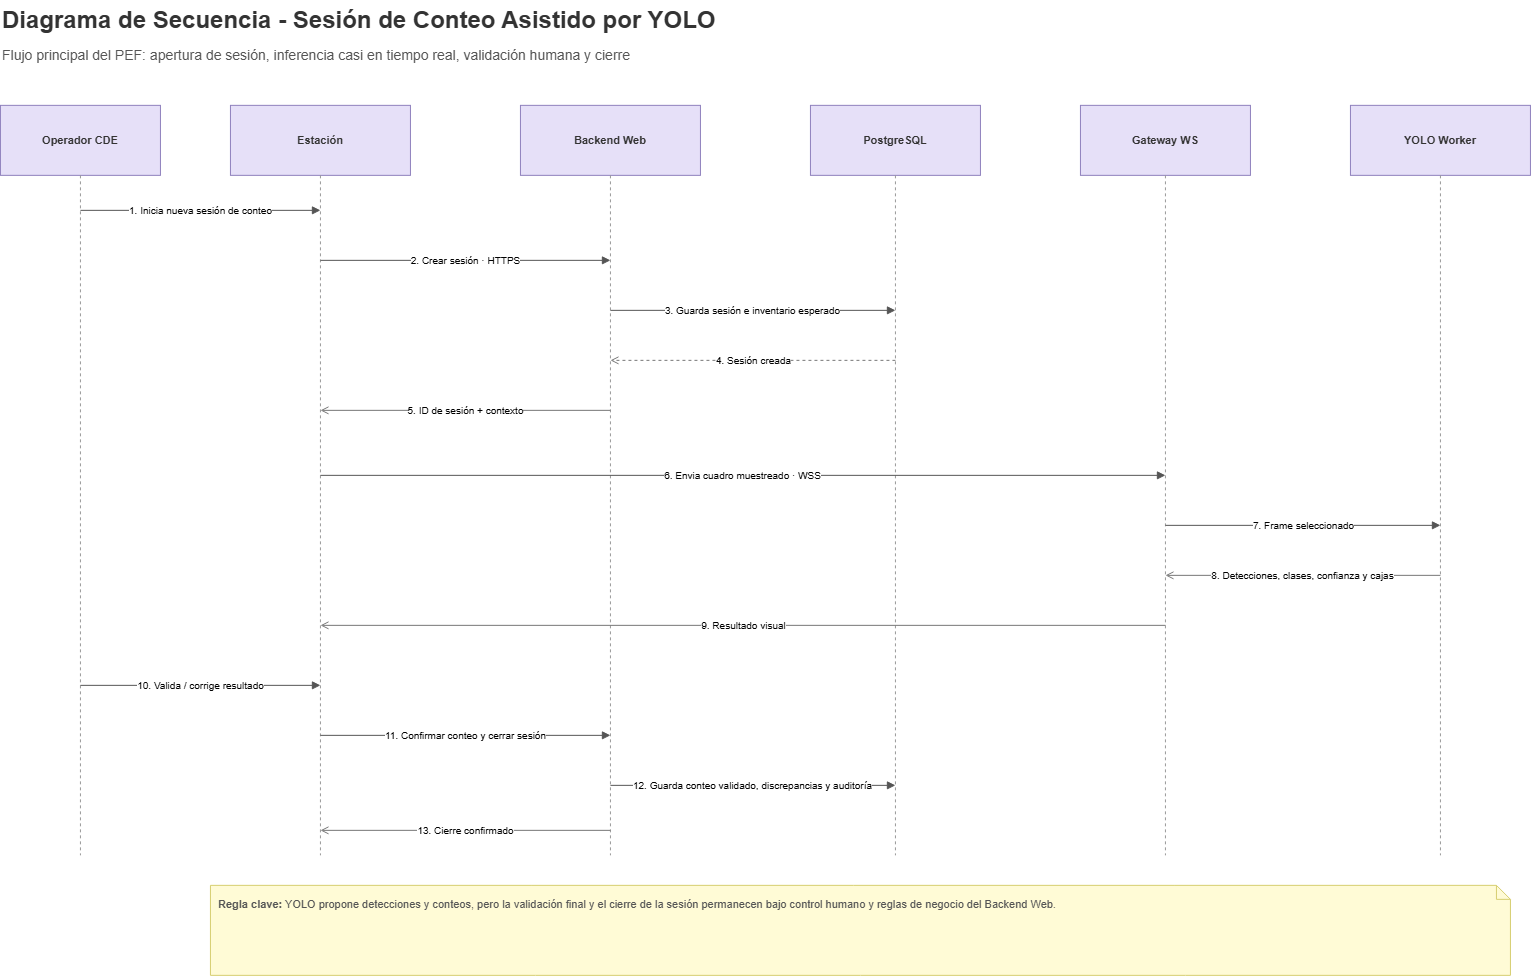 Diagrama de Secuencia - Sesión de Conteo Asistido por YOLO
Flujo principal del PEF: apertura de sesión, inferencia casi en tiempo real, validación humana y cierre
Operador CDE
Estación
Backend Web
PostgreSQL
Gateway WS
YOLO Worker
1. Inicia nueva sesión de conteo
2. Crear sesión · HTTPS
3. Guarda sesión e inventario esperado
4. Sesión creada
5. ID de sesión + contexto
6. Envia cuadro muestreado · WSS
7. Frame seleccionado
8. Detecciones, clases, confianza y cajas
9. Resultado visual
10. Valida / corrige resultado
11. Confirmar conteo y cerrar sesión
12. Guarda conteo validado, discrepancias y auditoría
13. Cierre confirmado
Regla clave: YOLO propone detecciones y conteos, pero la validación final y el cierre de la sesión permanecen bajo control humano y reglas de negocio del Backend Web.